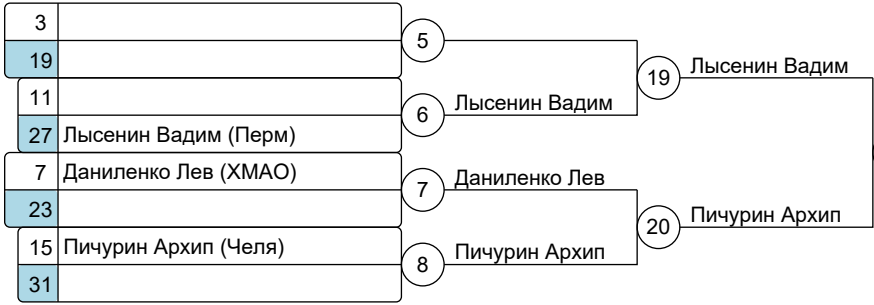 3
5
19
19
Лысенин Вадим
11
6
Лысенин Вадим
27 Лысенин Вадим (Перм)
7 Даниленко Лев (ХМАО)
7
Даниленко Лев
23
20
Пичурин Архип
15 Пичурин Архип (Челя)
8
Пичурин Архип
31